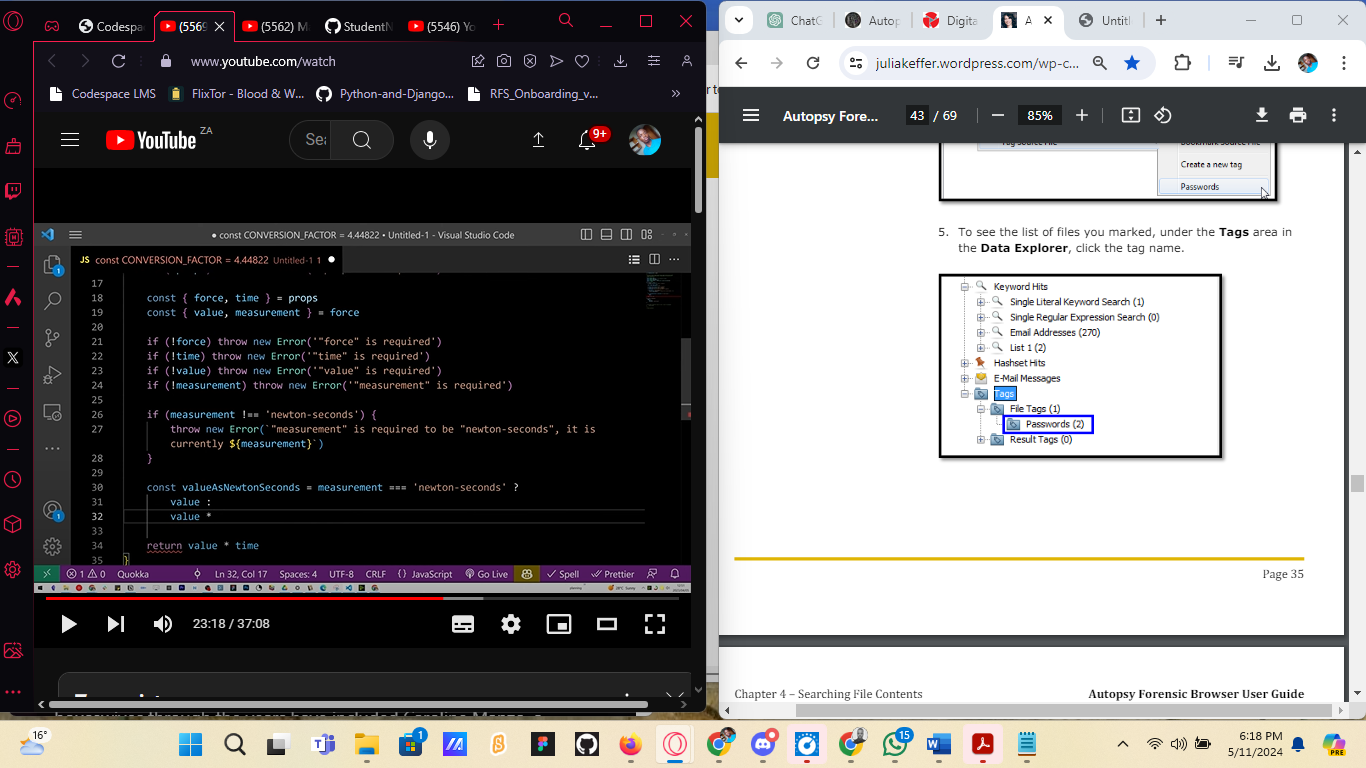 Codespa
(5569
(5562) M
StudentN
(5546) Yo
www.youtube.com/watch
Codespace LMS
FlixTor - Blood & W...
Python-and-Django...
RFS_Onboarding_v...
»
YouTube ZA
Sea
9+
● const CONVERSION_FACTOR = 4.44822 • Untitled-1 - Visual Studio Code
JS const CONVERSION_FACTOR = 4.44822 Untitled-1 1 ●
17
18 const { force, time } = props
19 const { value, measurement } = force
20
21 if (!force) throw new Error('"force" is required')
22 if (!time) throw new Error('"time" is required')
23 if (!value) throw new Error('"value" is required')
24 if (!measurement) throw new Error('"measurement" is required')
25
26 if (measurement !== 'newton-seconds') {
27 throw new Error(`"measurement" is required to be "newton-seconds", it is
currently ${measurement}`)
28 }
29
30 const valueAsNewtonSeconds = measurement === 'newton-seconds' ?
31 value :
32 value *
33
34 return value * time
35 }
1 0 Quokka Ln 32, Col 17 Spaces: 4 UTF-8 CRLF {} JavaScript Go Live Spell Prettier
23:18 / 37:08
ChatG
Autop
Digita
A
Untitl
juliakeffer.wordpress.com/wp-c...
Autopsy Fore...
43 / 69
85%
Create a new tag
Passwords
5. To see the list of files you marked, under the Tags area in
the Data Explorer, click the tag name.
Keyword Hits
Single Literal Keyword Search (1)
Single Regular Expression Search (0)
Email Addresses (270)
List 1 (2)
Hashset Hits
E-Mail Messages
Tags
File Tags (1)
Passwords (2)
Result Tags (0)
Page 35
Chapter 4 – Searching File Contents
Autopsy Forensic Browser User Guide
16°
1
15
PRE
6:18 PM
5/11/2024